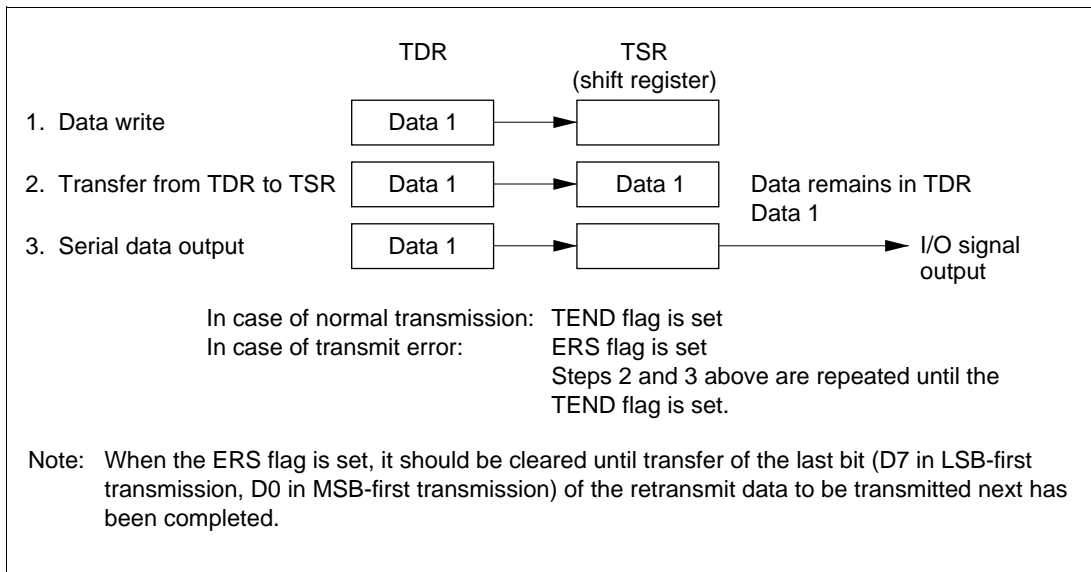 TDR
TSR
(shift register)
1. Data write
Data 1
2. Transfer from TDR to TSR
Data 1
Data 1
Data remains in TDR
Data 1
3. Serial data output
Data 1
I/O signal
output
In case of normal transmission: TEND flag is set
In case of transmit error: ERS flag is set
Steps 2 and 3 above are repeated until the
TEND flag is set.
Note: When the ERS flag is set, it should be cleared until transfer of the last bit (D7 in LSB-first
transmission, D0 in MSB-first transmission) of the retransmit data to be transmitted next has
been completed.